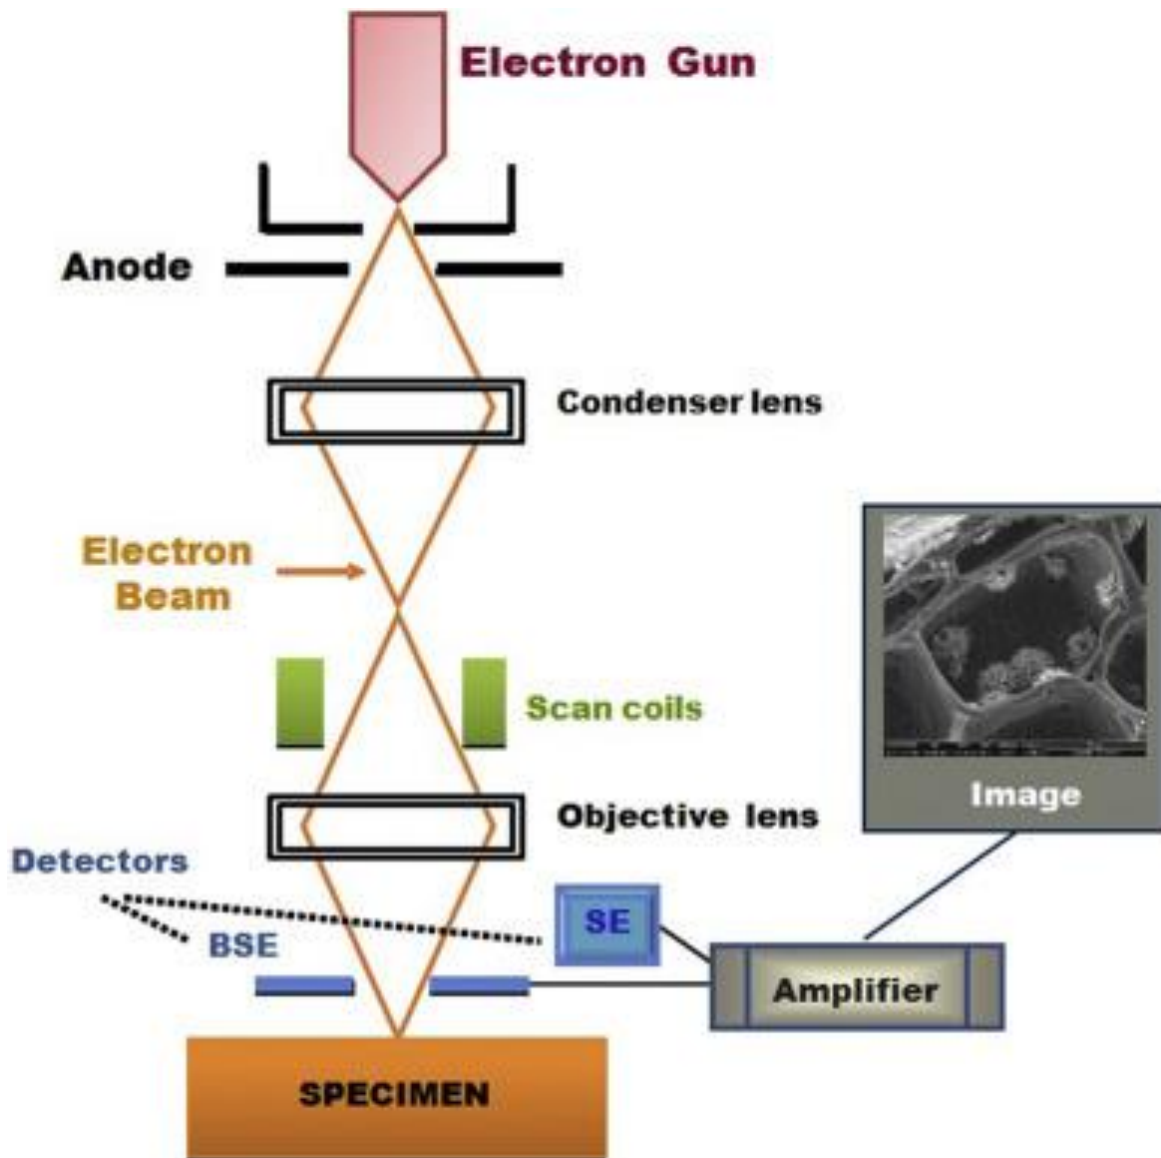 Electron Gun
Anode
Condenser lens
Electron
Beam
Scan coils
Image
Objective lens
Detectors
SE
BSE
Amplifier
SPECIMEN